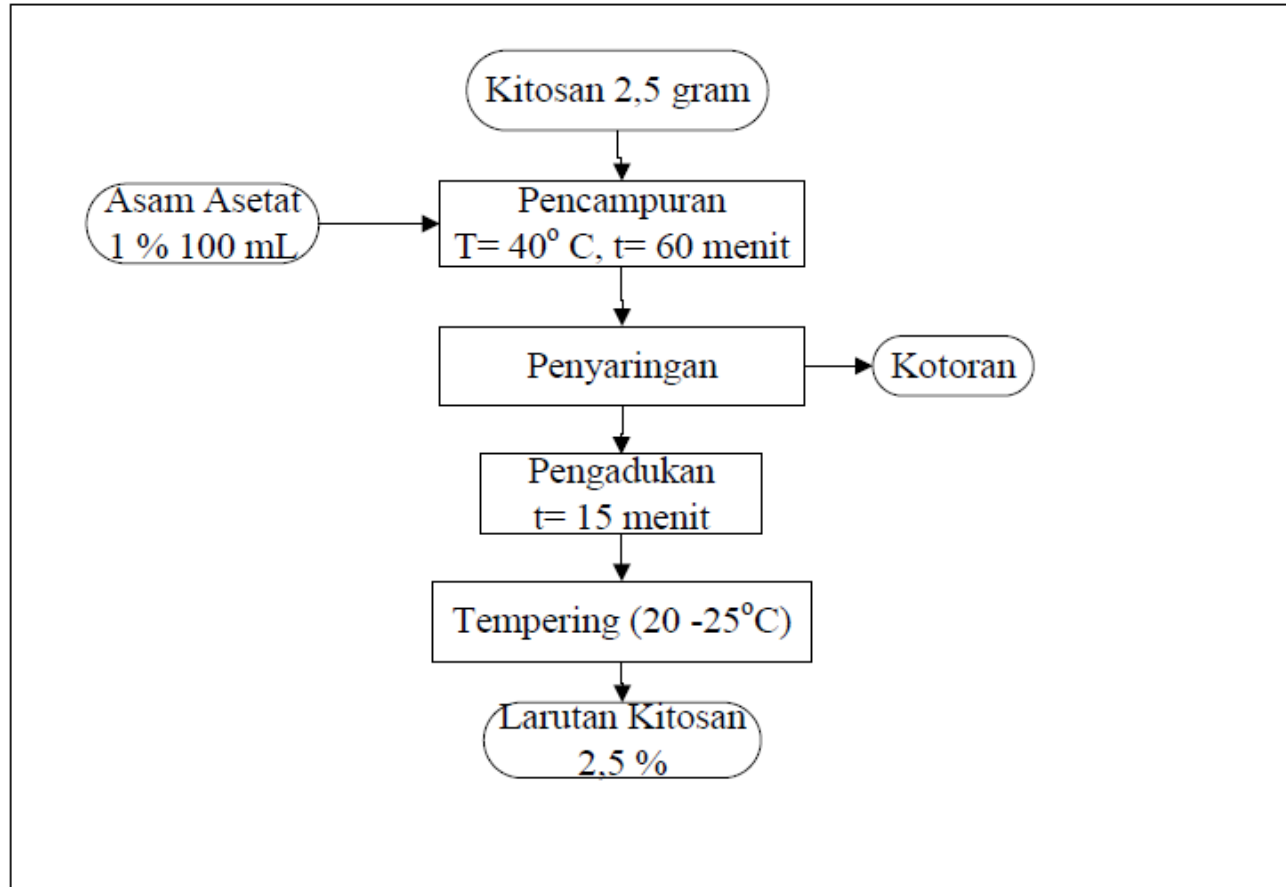 Kitosan 2,5 gram
Asam Asetat
1 % 100 mL
Pencampuran
T= 40° C, t= 60 menit
Penyaringan
Kotoran
Pengadukan
t= 15 menit
Tempering (20 -25°C)
Larutan Kitosan
2,5 %